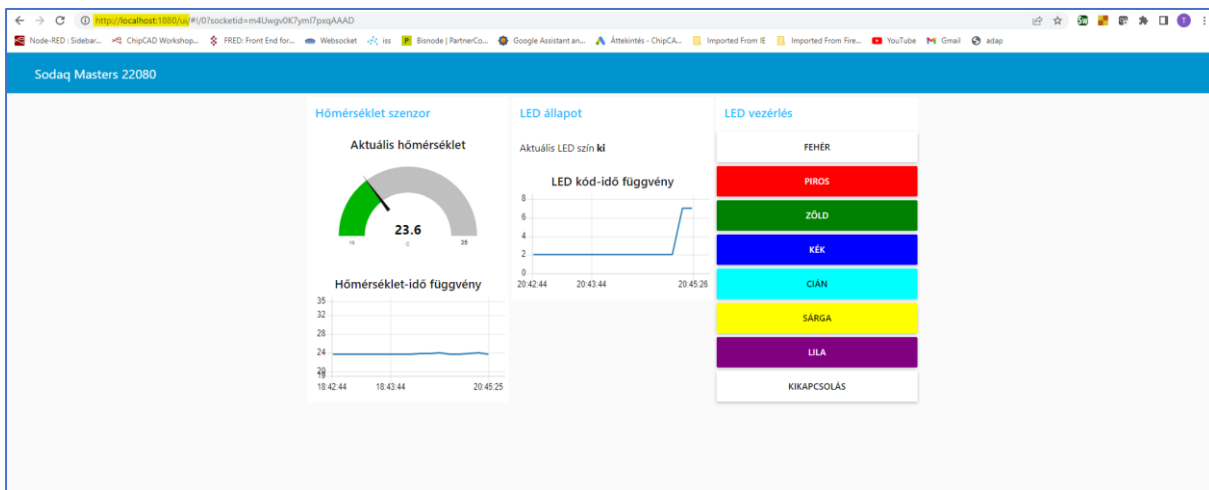 http://localhost:1880/ui/#!/0?socketid=m4Uwgv0K7yml7pxqAAAD
Node-RED : Sidebar... ChipCAD Workshop... FRED: Front End for... Websocket iss Bisnode | PartnerCo... Google Assistant an... Áttekintés - ChipCA... Imported From IE Imported From Fire... YouTube Gmail adap
Sodaq Masters 22080
Hőmérséklet szenzor
Aktuális hőmérséklet
23.6
19 C 28
Hőmérséklet-idő függvény
35
32
28
24
20
19
18:42:44 18:43:44 20:45:25
LED állapot
Aktuális LED szín ki
LED kód-idő függvény
8
6
4
2
0
20:42:44 20:43:44 20:45:26
LED vezérlés
FEHÉR
PIROS
ZÖLD
KÉK
CIÁN
SÁRGA
LILA
KIKAPCSOLÁS